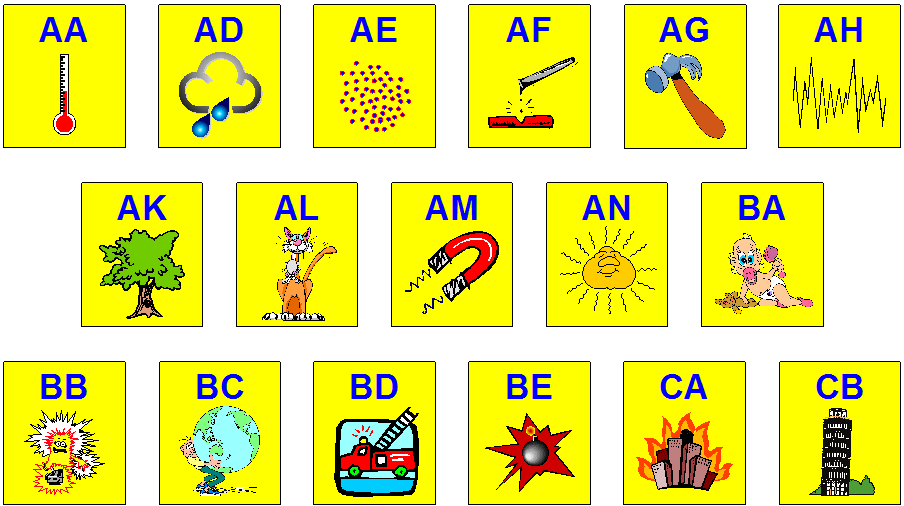 AA AD AE AF AG AH
AK AL AM AN BA
BB BC BD BE CA CB